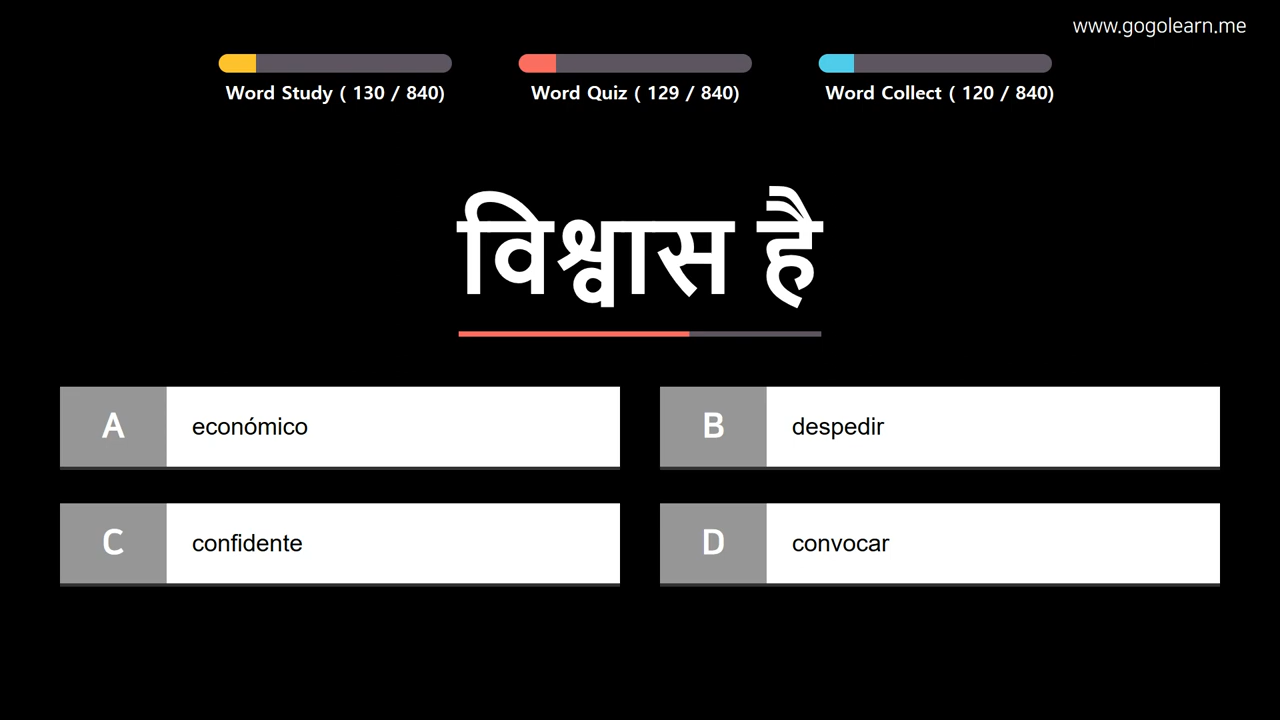 www.gogolearn.me
Word Study ( 130 / 840)
Word Quiz ( 129 / 840)
Word Collect ( 120 / 840)
विश्वास है
A económico
B despedir
C confidente
D convocar